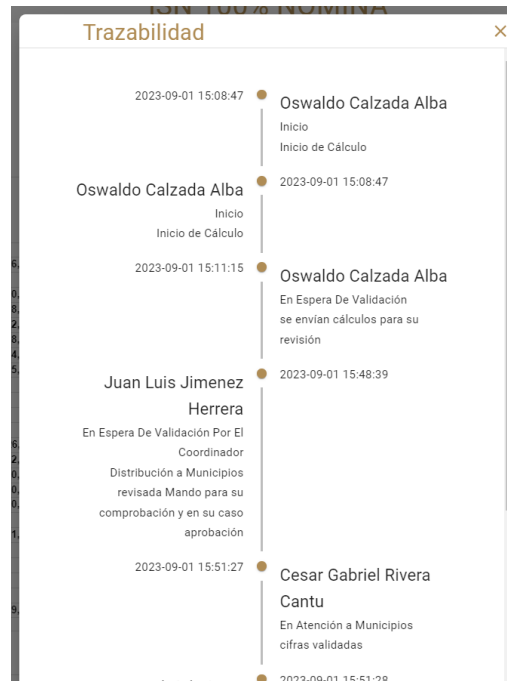 ISN 100% NOMINA
Trazabilidad
×
2023-09-01 15:08:47
Oswaldo Calzada Alba
Inicio
Inicio de Cálculo
2023-09-01 15:08:47
Oswaldo Calzada Alba
Inicio
Inicio de Cálculo
2023-09-01 15:11:15
Oswaldo Calzada Alba
En Espera De Validación
se envían cálculos para su
revisión
2023-09-01 15:48:39
Juan Luis Jimenez
Herrera
En Espera De Validación Por El
Coordinador
Distribución a Municipios
revisada Mando para su
comprobación y en su caso
aprobación
2023-09-01 15:51:27
Cesar Gabriel Rivera
Cantu
En Atención a Municipios
cifras validadas
2023-09-01 15:51:28